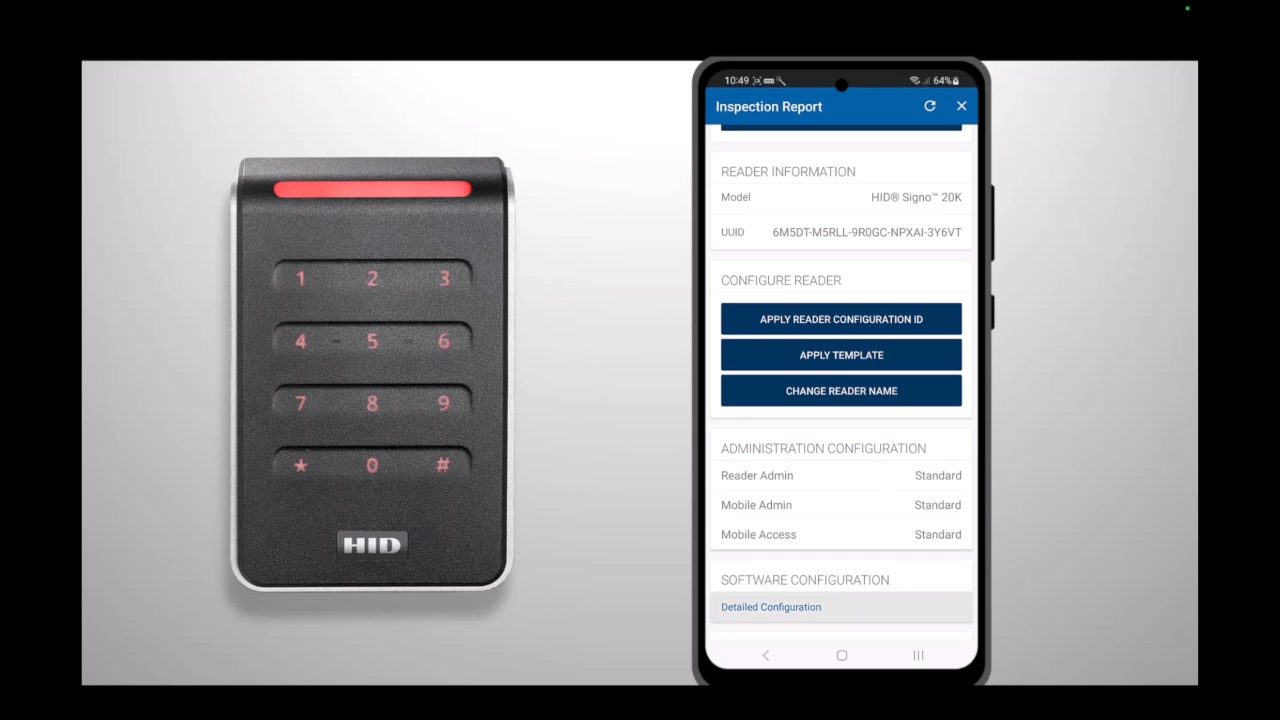 1 2 3
4 - 5 - 6
7 8 9
* 0 #
HID
10:49
64%
Inspection Report
READER INFORMATION
Model HID® Signo™ 20K
UUID 6M5DT-M5RLL-9R0GC-NPXAI-3Y6VT
CONFIGURE READER
APPLY READER CONFIGURATION ID
APPLY TEMPLATE
CHANGE READER NAME
ADMINISTRATION CONFIGURATION
Reader Admin Standard
Mobile Admin Standard
Mobile Access Standard
SOFTWARE CONFIGURATION
Detailed Configuration